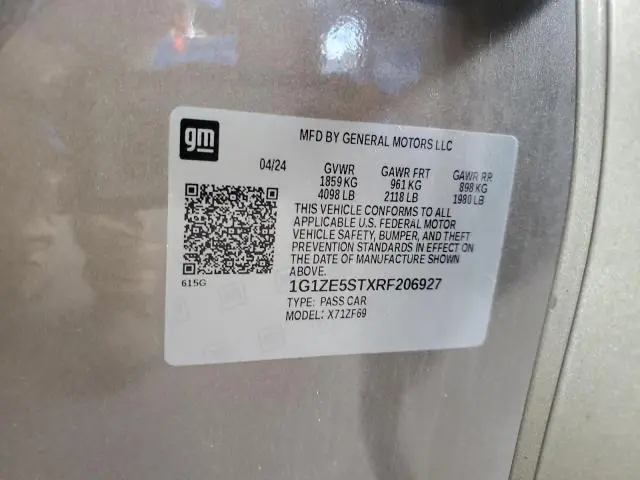 gm
MFD BY GENERAL MOTORS LLC
04/24 GVWR GAWR FRT GAWR RR
1859 KG 961 KG 898 KG
4098 LB 2118 LB 1980 LB
THIS VEHICLE CONFORMS TO ALL
APPLICABLE U.S. FEDERAL MOTOR
VEHICLE SAFETY, BUMPER, AND THEFT
PREVENTION STANDARDS IN EFFECT ON
THE DATE OF MANUFACTURE SHOWN
ABOVE.
615G
1G1ZE5STXRF206927
TYPE: PASS CAR
MODEL: X71ZF69